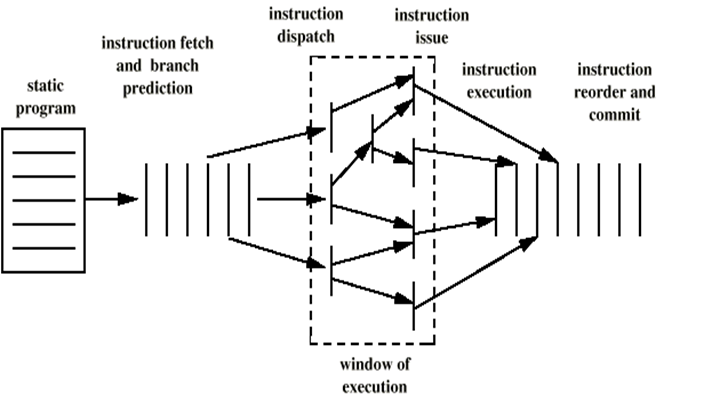 static
program
instruction fetch
and branch
prediction
instruction
dispatch
instruction
issue
instruction
execution
instruction
reorder and
commit
window of
execution